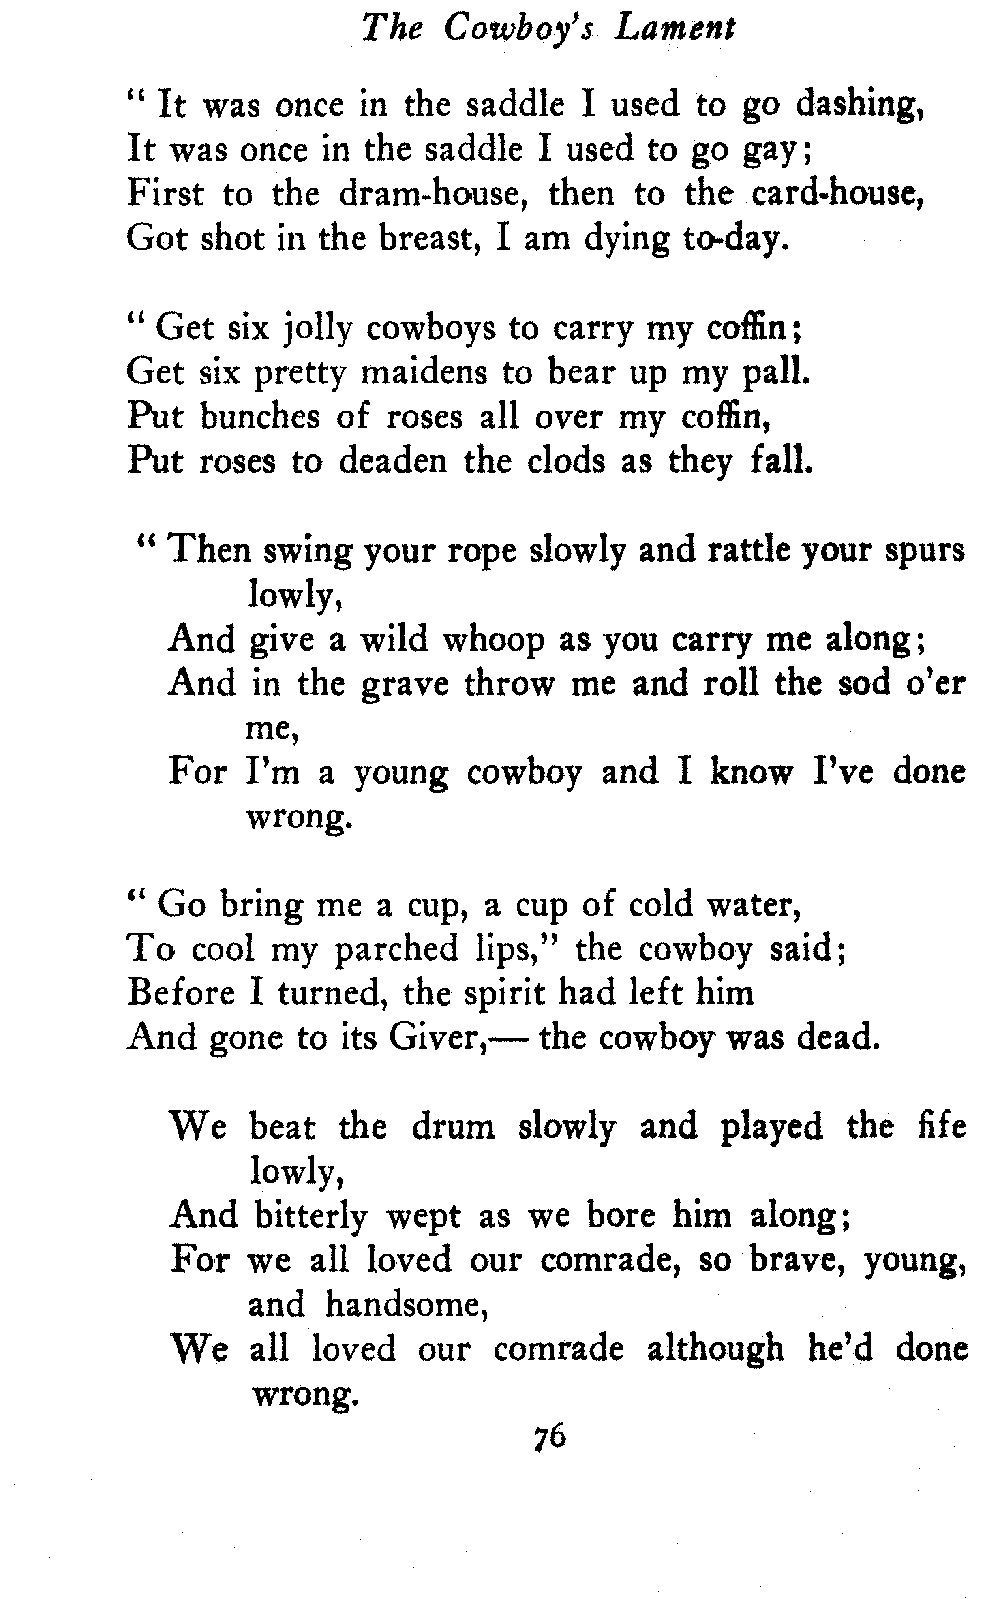 The Cowboy's Lament
" It was once in the saddle I used to go dashing,
It was once in the saddle I used to go gay;
First to the dram-house, then to the card-house,
Got shot in the breast, I am dying to-day.
" Get six jolly cowboys to carry my coffin;
Get six pretty maidens to bear up my pall.
Put bunches of roses all over my coffin,
Put roses to deaden the clods as they fall.
" Then swing your rope slowly and rattle your spurs
lowly,
And give a wild whoop as you carry me along;
And in the grave throw me and roll the sod o'er
me,
For I'm a young cowboy and I know I've done
wrong.
" Go bring me a cup, a cup of cold water,
To cool my parched lips," the cowboy said;
Before I turned, the spirit had left him
And gone to its Giver,— the cowboy was dead.
We beat the drum slowly and played the fife
lowly,
And bitterly wept as we bore him along;
For we all loved our comrade, so brave, young,
and handsome,
We all loved our comrade although he'd done
wrong.
76